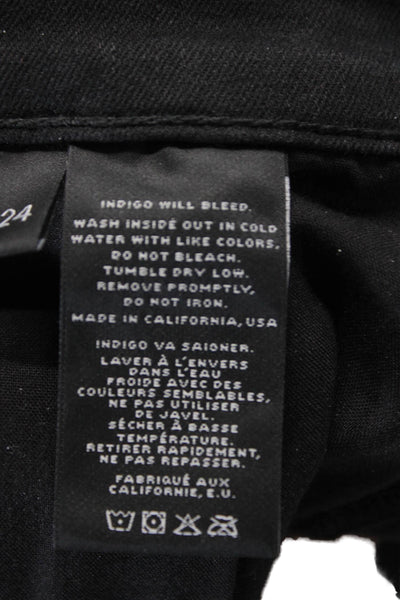 24
INDIGO WILL BLEED.
WASH INSIDE OUT IN COLD
WATER WITH LIKE COLORS.
DO NOT BLEACH.
TUMBLE DRY LOW.
REMOVE PROMPTLY,
DO NOT IRON.
MADE IN CALIFORNIA, USA
INDIGO VA SAIGNER.
LAVER À L'ENVERS
DANS L'EAU
FROIDE AVEC DES
COULEURS SEMBLABLES,
NE PAS UTILISER
DE JAVEL.
SÉCHER À BASSE
TEMPÉRATURE.
RETIRER RAPIDEMENT,
NE PAS REPASSER.
FABRIQUÉ AUX
CALIFORNIE, E.U.